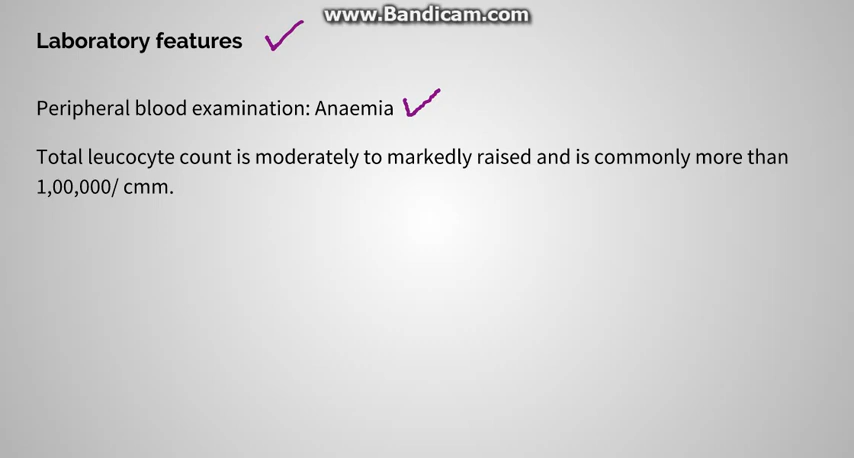 www.Bandicam.com
Laboratory features
Peripheral blood examination: Anaemia
Total leucocyte count is moderately to markedly raised and is commonly more than
1,00,000/ cmm.